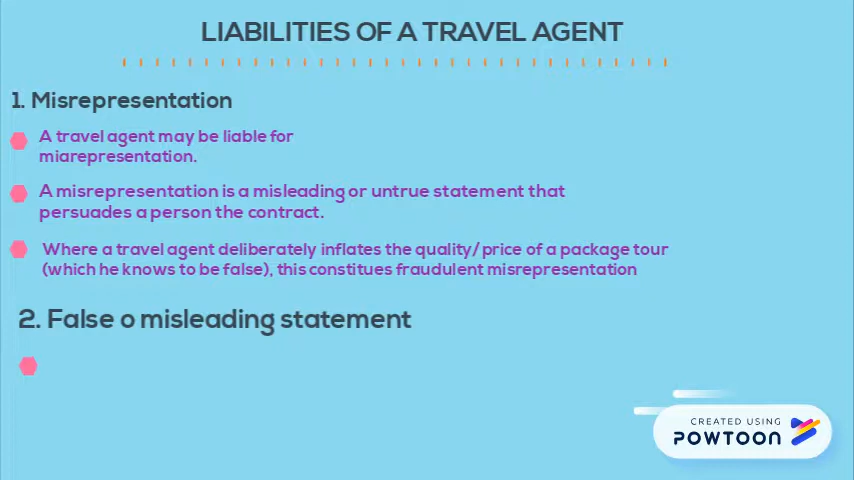 LIABILITIES OF A TRAVEL AGENT
1. Misrepresentation
A travel agent may be liable for
miarepresentation.
A misrepresentation is a misleading or untrue statement that
persuades a person the contract.
Where a travel agent deliberately inflates the quality/price of a package tour
(which he knows to be false), this constitues fraudulent misrepresentation
2. False o misleading statement
CREATED USING
POWTOON